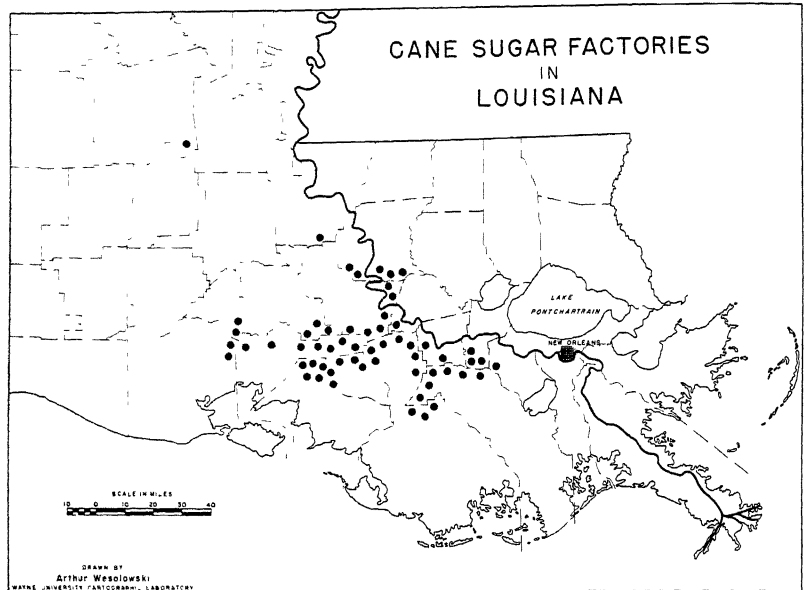 CANE SUGAR FACTORIES
IN
LOUISIANA
LAKE
PONTCHARTRAIN
NEW ORLEANS
SCALE IN MILES
10 0 10 20 30 40
DRAWN BY
Arthur Wesolowski
WAYNE UNIVERSITY CARTOGRAPHIC LABORATORY